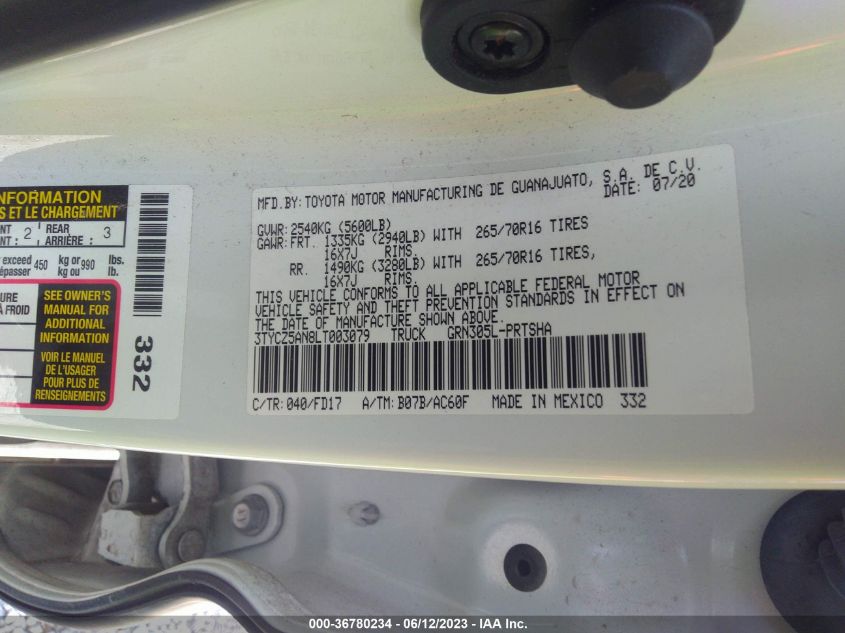 INFORMATION
S ET LE CHARGEMENT
NT 2 REAR 3
ARRIÈRE :
r exceed 450 kg or 990 lbs.
épasser kg ou lb.
URE
À FROID
SEE OWNER'S
MANUAL FOR
ADDITIONAL
INFORMATION
VOIR LE MANUEL
DE L'USAGER
POUR PLUS DE
RENSEIGNEMENTS
332
MFD.BY:TOYOTA MOTOR MANUFACTURING DE GUANAJUATO, S.A. DE C.V.
DATE: 07/20
GVWR:2540KG (5600LB)
GAWR:FRT. 1335KG (2940LB) WITH 265/70R16 TIRES
16X7J RIMS.
RR. 1490KG (3280LB) WITH 265/70R16 TIRES,
16X7J RIMS.
THIS VEHICLE CONFORMS TO ALL APPLICABLE FEDERAL MOTOR
VEHICLE SAFETY AND THEFT PREVENTION STANDARDS IN EFFECT ON
THE DATE OF MANUFACTURE SHOWN ABOVE.
3TYCZ5AN8LT003079 TRUCK GRN305L-PRTSHA
C/TR:040/FD17 A/TM:B07B/AC60F MADE IN MEXICO 332
000-36780234 - 06/12/2023 - IAA Inc.